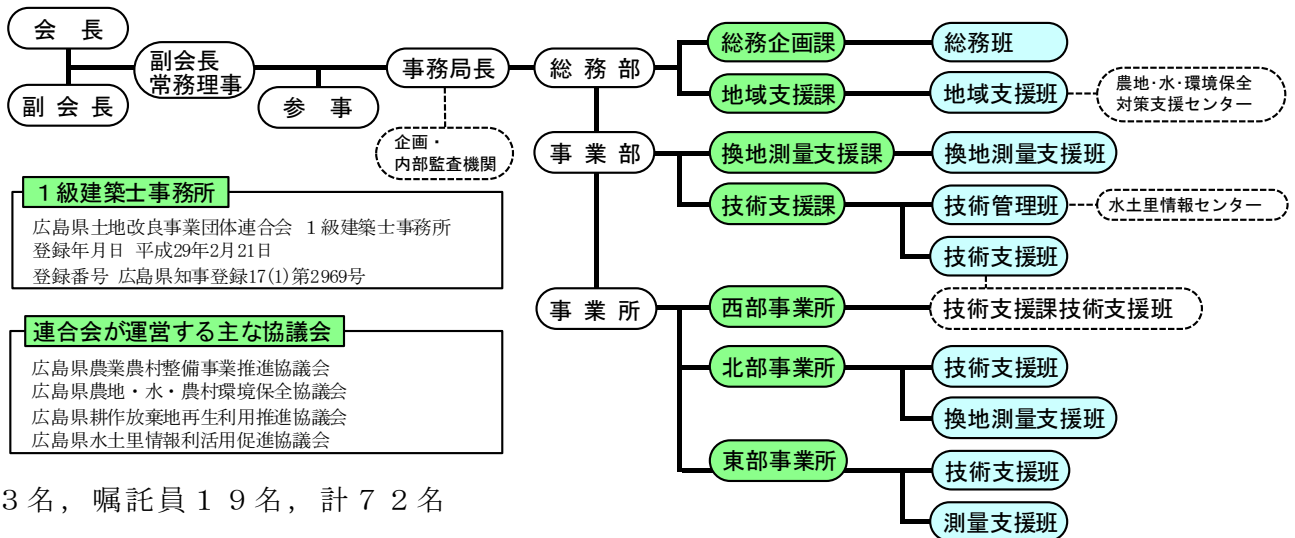 会　長
副 会 長
副会長
常務理事
参　事
事務局長
企画・
内部監査機関
総 務 部
総務企画課
総務班
地域支援課
地域支援班
農地・水・環境保全
対策支援センター
事 業 部
換地測量支援課
換地測量支援班
技術支援課
技術管理班
水土里情報センター
技術支援班
事 業 所
西部事業所
技術支援課技術支援班
北部事業所
技術支援班
換地測量支援班
東部事業所
技術支援班
測量支援班
１級建築士事務所
広島県土地改良事業団体連合会 １級建築士事務所
登録年月日 平成29年2月21日
登録番号 広島県知事登録17(1)第2969号
連合会が運営する主な協議会
広島県農業農村整備事業推進協議会
広島県農地・水・農村環境保全協議会
広島県耕作放棄地再生利用推進協議会
広島県水土里情報利活用促進協議会
３名，嘱託員１９名，計７２名